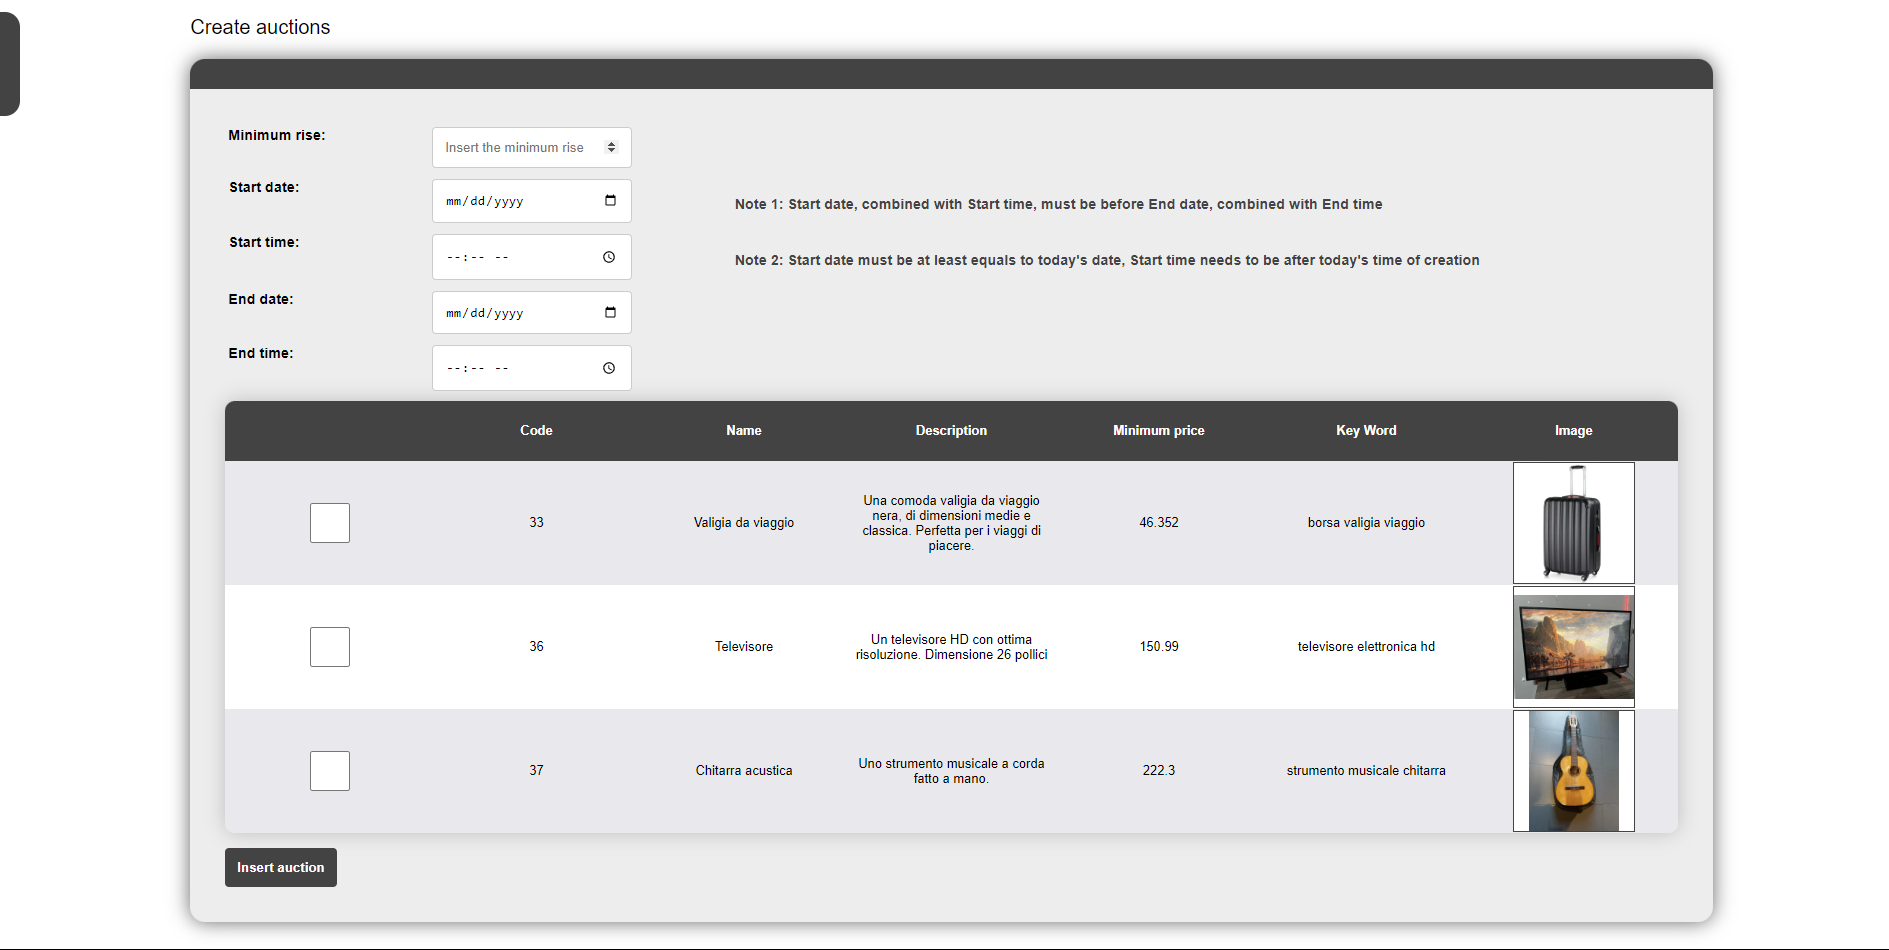 Create auctions
Minimum rise:
Insert the minimum rise
Start date:
mm/dd/yyyy
Note 1: Start date, combined with Start time, must be before End date, combined with End time
Start time:
--:-- --
Note 2: Start date must be at least equals to today's date, Start time needs to be after today's time of creation
End date:
mm/dd/yyyy
End time:
--:-- --
Code Name Description Minimum price Key Word Image
33
Valigia da viaggio
Una comoda valigia da viaggio
nera, di dimensioni medie e
classica. Perfetta per i viaggi di
piacere.
46.352
borsa valigia viaggio
36
Televisore
Un televisore HD con ottima
risoluzione. Dimensione 26 pollici
150.99
televisore elettronica hd
37
Chitarra acustica
Uno strumento musicale a corda
fatto a mano.
222.3
strumento musicale chitarra
Insert auction